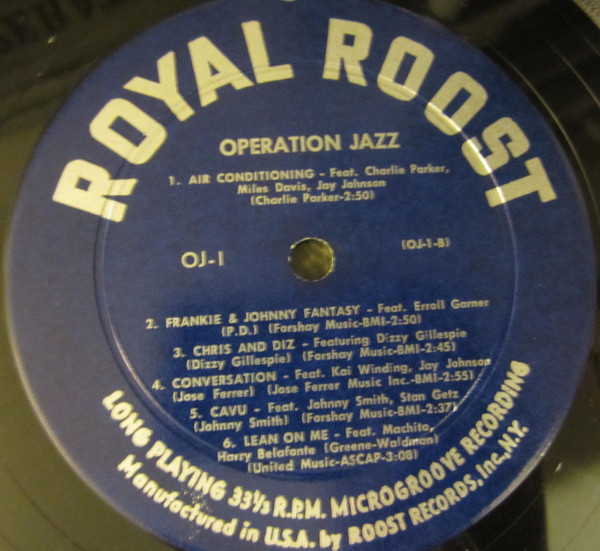 ROYAL ROOST
OPERATION JAZZ
1. AIR CONDITIONING - Feat. Charlie Parker,
Miles Davis, Jay Johnson
(Charlie Parker-2:50)
OJ-1
(OJ-1-B)
2. FRANKIE & JOHNNY FANTASY - Feat. Erroll Garner
(P.D.) (Forshay Music-BMI-2:50)
3. CHRIS AND DIZ - Featuring Dizzy Gillespie
(Dizzy Gillespie) (Forshay Music-BMI-2:45)
4. CONVERSATION - Feat. Kai Winding, Jay Johnson
(Jose Ferrer) (Jose Ferrer Music Inc.-BMI-2:55)
5. CAVU - Feat. Johnny Smith, Stan Getz
(Johnny Smith) (Forshay Music-BMI-2:37)
6. LEAN ON ME - Feat. Machito,
Harry Belafonte (Greene-Waldman)
(United Music-ASCAP-3:08)
LONG PLAYING 33⅓ R.P.M. MICROGROOVE RECORDING
Manufactured in U.S.A. by ROOST RECORDS, Inc., N.Y.